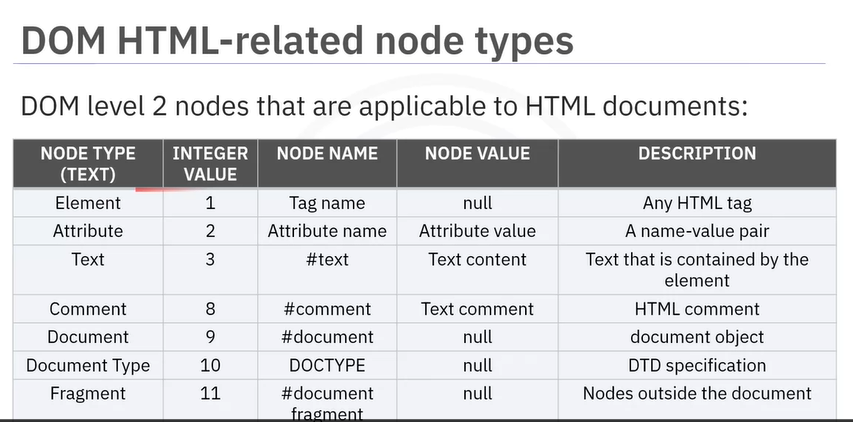 DOM HTML-related node types
DOM level 2 nodes that are applicable to HTML documents:
NODE TYPE (TEXT) INTEGER VALUE NODE NAME NODE VALUE DESCRIPTION
Element 1 Tag name null Any HTML tag
Attribute 2 Attribute name Attribute value A name-value pair
Text 3 #text Text content Text that is contained by the element
Comment 8 #comment Text comment HTML comment
Document 9 #document null document object
Document Type 10 DOCTYPE null DTD specification
Fragment 11 #document fragment null Nodes outside the document